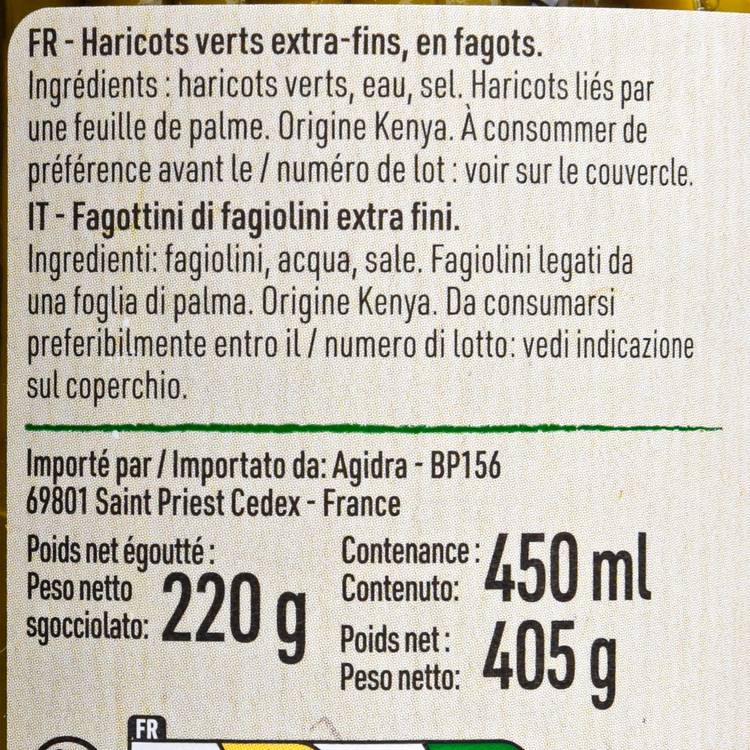 FR - Haricots verts extra-fins, en fagots.
Ingrédients : haricots verts, eau, sel. Haricots liés par
une feuille de palme. Origine Kenya. À consommer de
préférence avant le / numéro de lot : voir sur le couvercle.
IT - Fagottini di fagiolini extra fini.
Ingredienti: fagiolini, acqua, sale. Fagiolini legati da
una foglia di palma. Origine Kenya. Da consumarsi
preferibilmente entro il / numero di lotto: vedi indicazione
sul coperchio.
Importé par / Importato da: Agidra - BP156
69801 Saint Priest Cedex - France
Poids net égoutté :
Peso netto
sgocciolato: 220 g
Contenance :
Contenuto: 450 ml
Poids net :
Peso netto: 405 g
FR